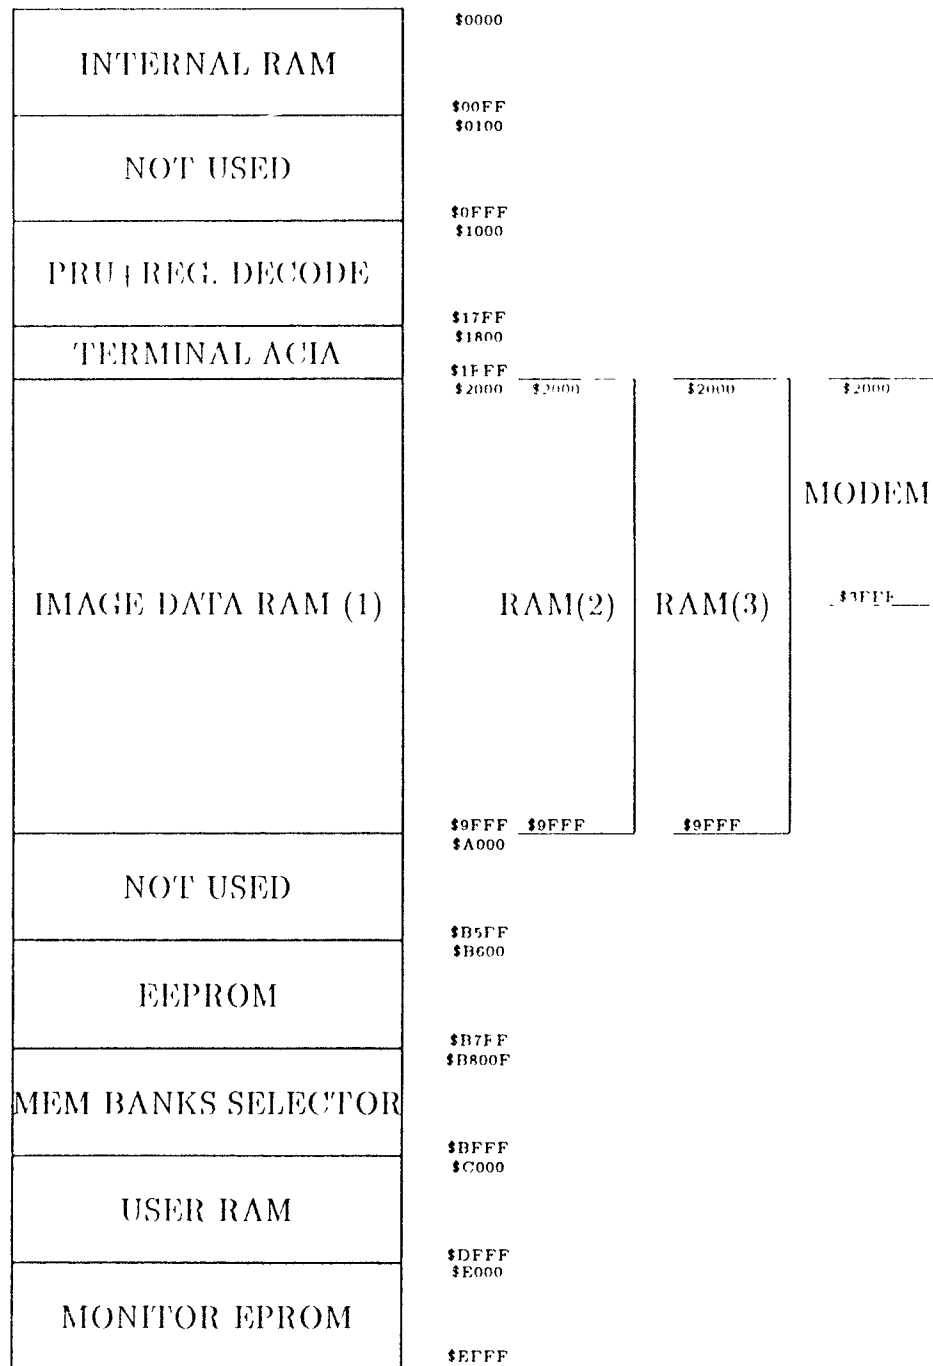 $0000
INTERNAL RAM
$00FF
$0100
NOT USED
$0FFF
$1000
PRU+REG. DECODE
$17FF
$1800
TERMINAL ACIA
$1FFF
$2000 $2000 $2000 $2000
MODEM
IMAGE DATA RAM (1) RAM(2) RAM(3) $3FFF
$9FFF $9FFF $9FFF
$A000
NOT USED
$B5FF
$B600
EEPROM
$B7FF
$B800F
MEM BANKS SELECTOR
$BFFF
$C000
USER RAM
$DFFF
$E000
MONITOR EPROM
$EFFF